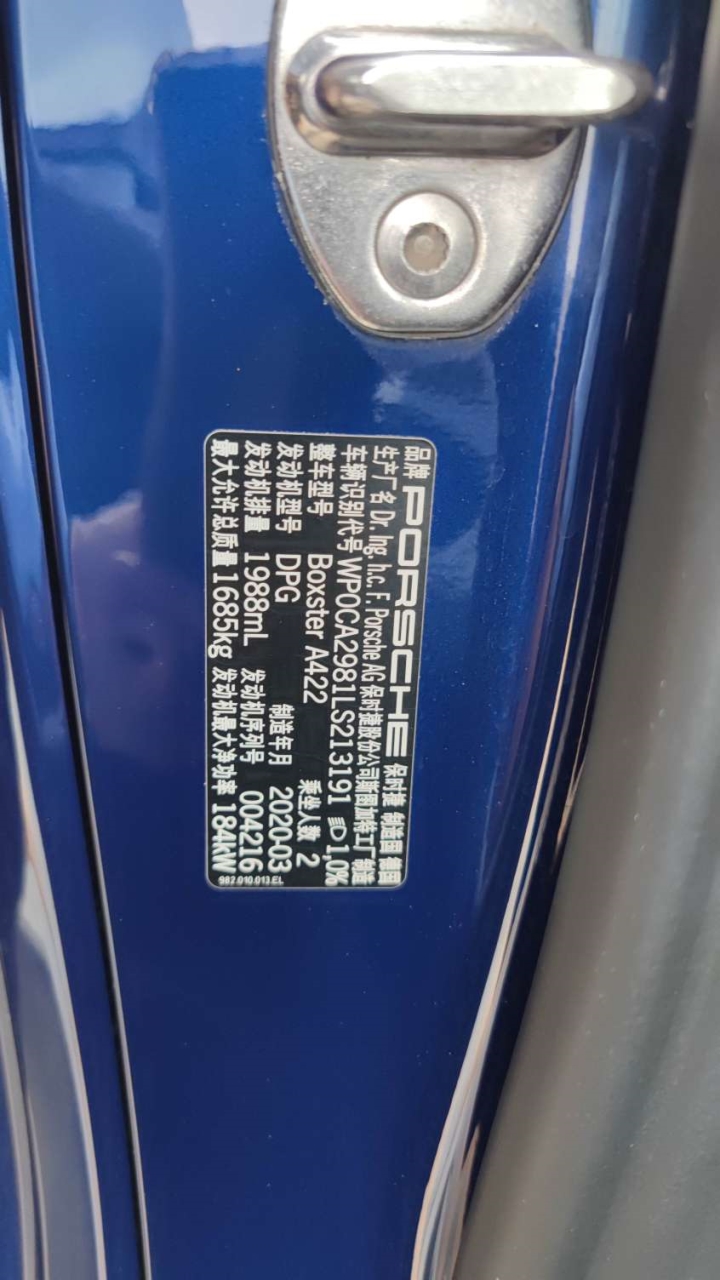 品牌 PORSCHE 保时捷 制造国 德国
生产厂名 Dr. Ing. h.c. F. Porsche AG 保时捷股份公司斯图加特工厂 制造
车辆识别代号 WP0CA2981LS213191 1,0%
整车型号 Boxster A422 乘坐人数 2
发动机型号 DPG 制造年月 2020-03
发动机排量 1988mL 发动机序列号 004216
最大允许总质量 1685kg 发动机最大净功率 184kW
982.010.013.EL